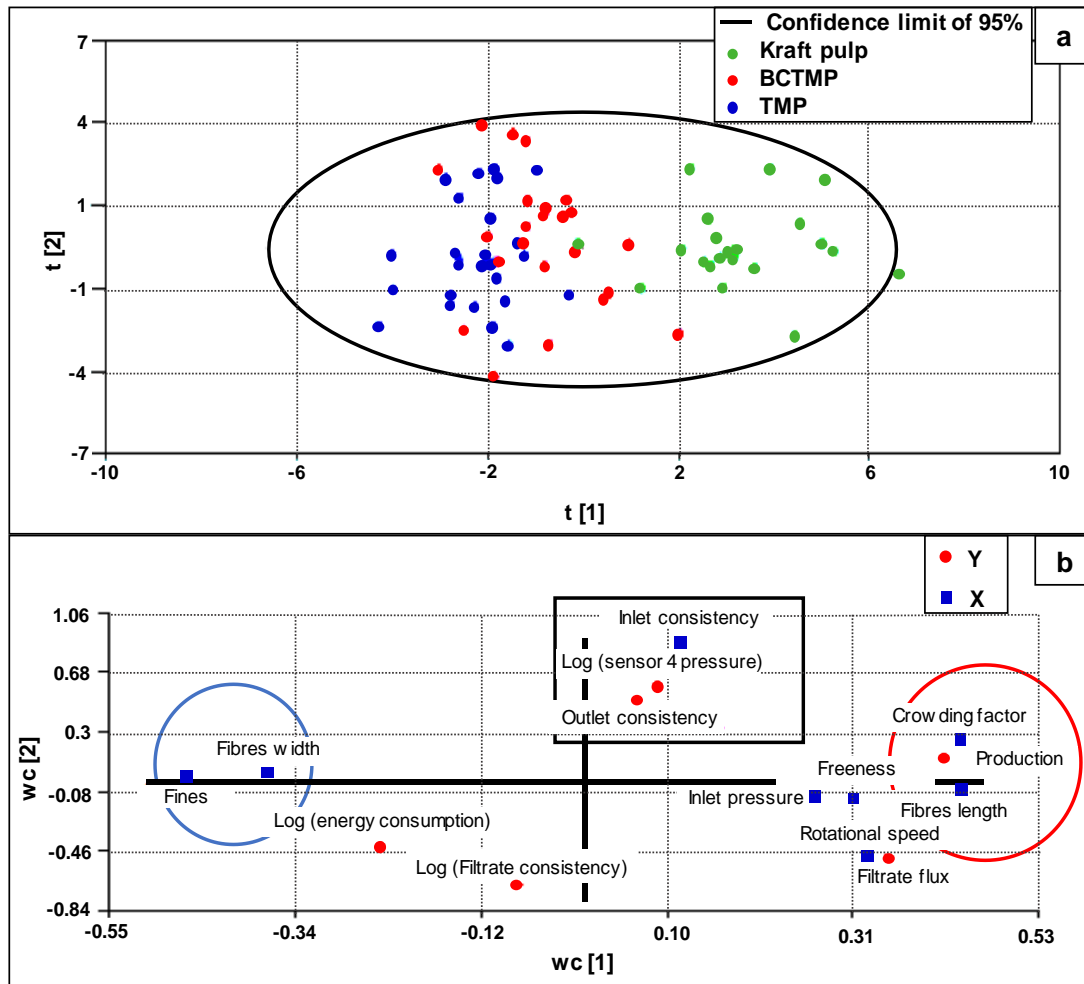 a
Confidence limit of 95%
Kraft pulp
BCTMP
TMP
7
4
1
-1
-4
-7
t [2]
-10
-6
-2
2
6
10
t [1]
b
Y
X
1.06
0.68
0.3
-0.08
-0.46
-0.84
wc [2]
Inlet consistency
Log (sensor 4 pressure)
Outlet consistency
Crowding factor
Production
Fibres width
Freeness
Fines
Inlet pressure
Fibres length
Log (energy consumption)
Rotational speed
Log (Filtrate consistency)
Filtrate flux
-0.55
-0.34
-0.12
0.10
0.31
0.53
wc [1]